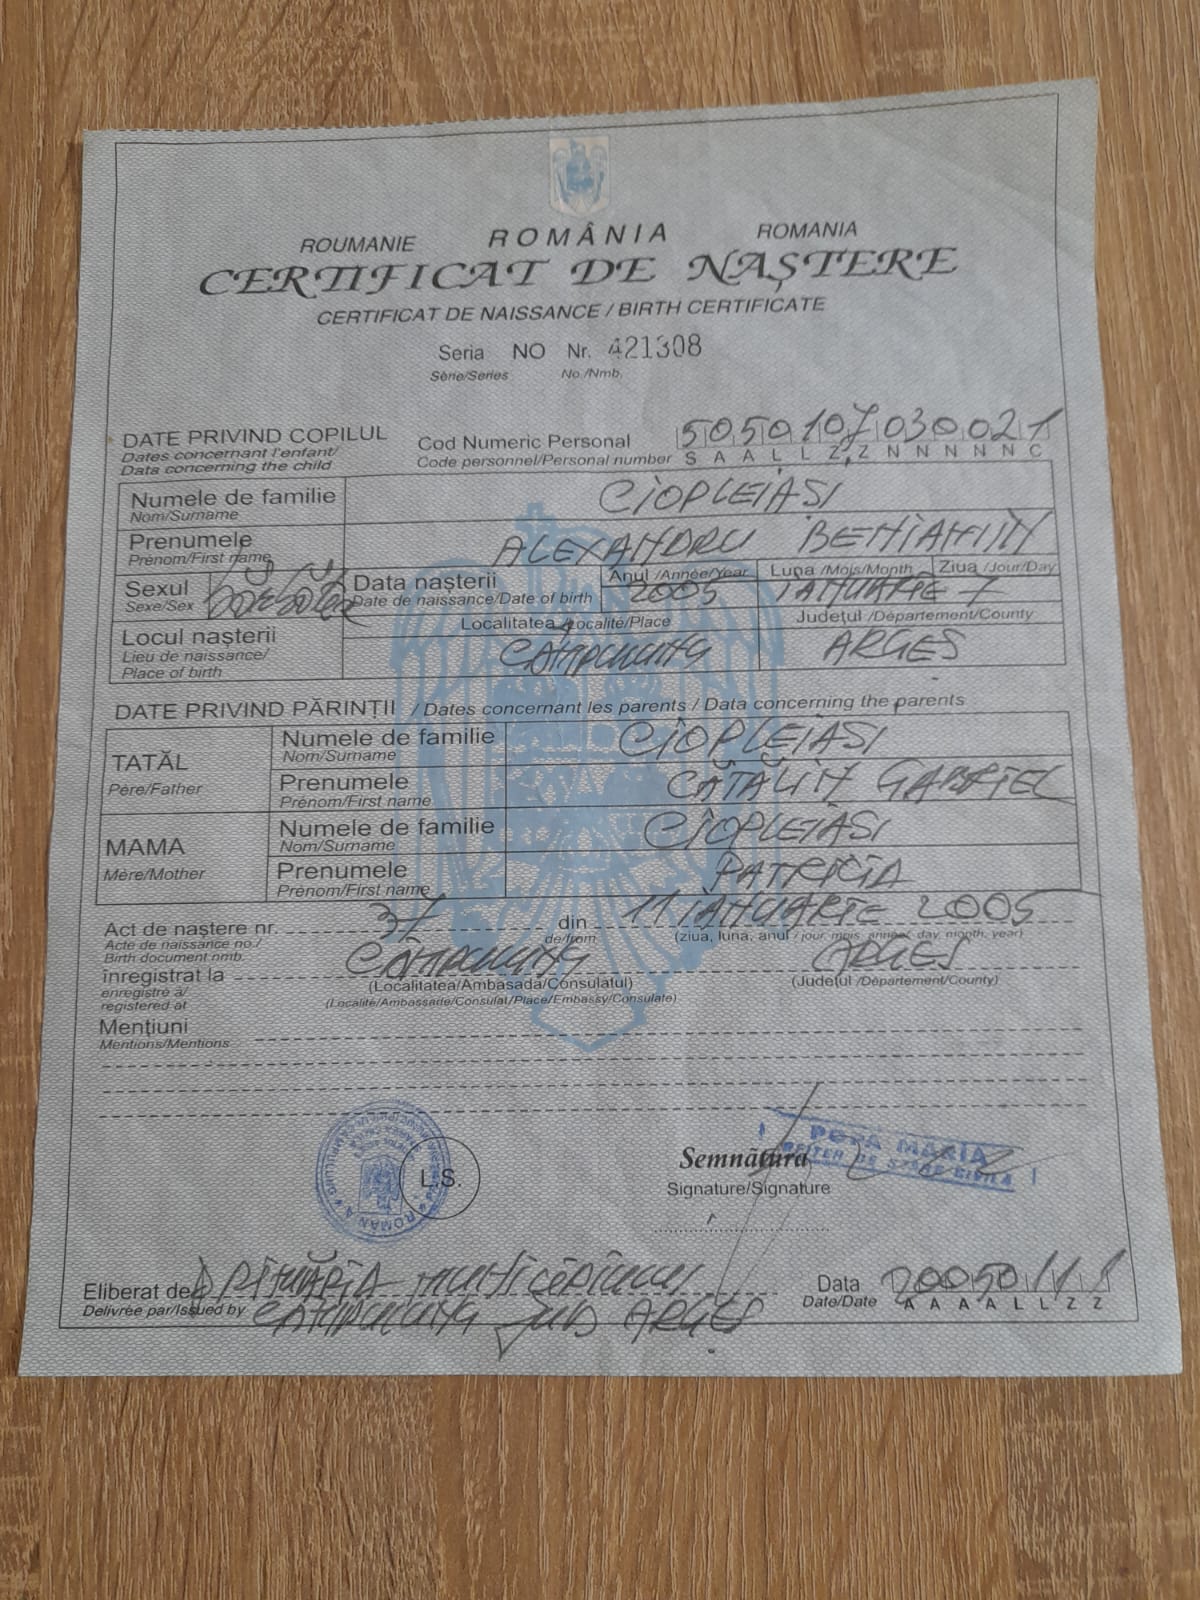 ROUMANIE ROMÂNIA ROMANIA
CERTIFICAT DE NAȘTERE
CERTIFICAT DE NAISSANCE / BIRTH CERTIFICATE
Seria NO Nr. 421308
Série/Series No./Nmb.
DATE PRIVIND COPILUL
Dates concernant l'enfant/
Data concerning the child
Cod Numeric Personal 5050107030021
Code personnel/Personal number S A A L L Z Z N N N N N C
Numele de familie CIOPLEIAȘI
Nom/Surname
Prenumele ALEXANDRU BENIAMIN
Prénom/First name
Sexul bărbătesc Data nașterii Anul /Année/Year Luna /Mois/Month Ziua /Jour/Day
Sexe/Sex Date de naissance/Date of birth 2005 IANUARIE 7
Locul nașterii Localitatea /Localité/Place Județul /Département/County
Lieu de naissance/ CÂMPULUNG ARGEȘ
Place of birth
DATE PRIVIND PĂRINȚII / Dates concernant les parents / Data concerning the parents
TATĂL Numele de familie CIOPLEIAȘI
Père/Father Nom/Surname
Prenumele CĂTĂLIN GABRIEL
Prénom/First name
MAMA Numele de familie CIOPLEIAȘI
Mère/Mother Nom/Surname
Prenumele PATRICIA
Prénom/First name
Act de naștere nr. 37 din 11 IANUARIE 2005
Acte de naissance no./ de/from (ziua, luna, anul / jour, mois, année/ day, month, year)
Birth document nmb.
înregistrat la CÂMPULUNG ARGEȘ
enregistré à/ (Localitatea/Ambasada/Consulatul) (Județul /Département/County)
registered at (Localité/Ambassade/Consulat/Place/Embassy/Consulate)
Mențiuni
Mentions/Mentions
L.S.
ROMANIA
Semnătura POPA MARIA
OFIȚER DE STARE CIVILĂ
Signature/Signature
Eliberat de PRIMĂRIA municipiului Data 20050111
Delivrée par/Issued by CÂMPULUNG jud ARGEȘ Date/Date A A A A L L Z Z